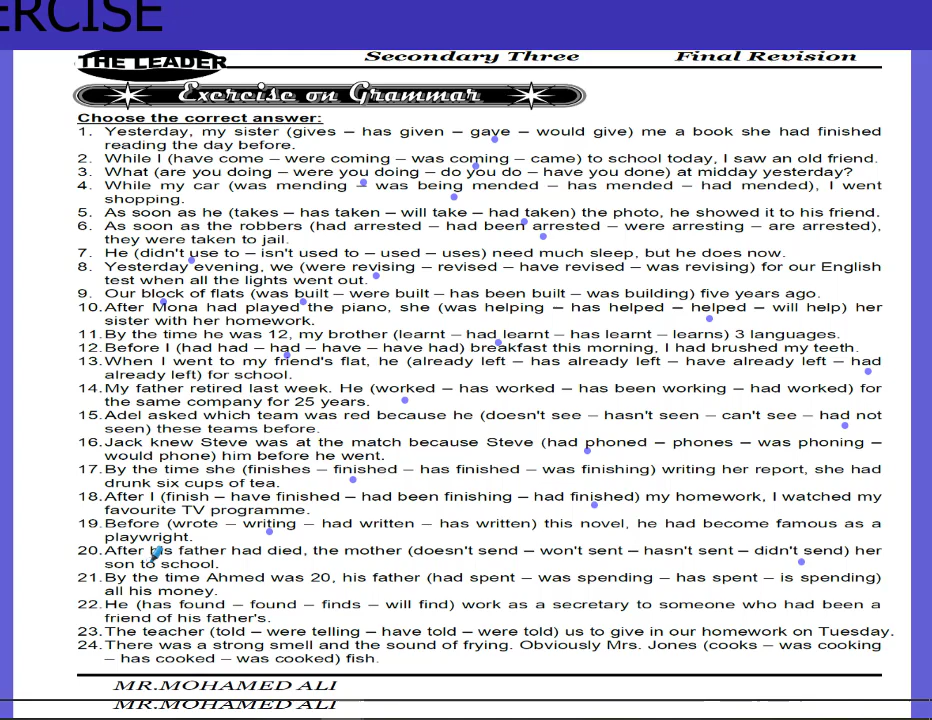 ERCISE
THE LEADER Secondary Three Final Revision
Exercise on Grammar
Choose the correct answer:
1. Yesterday, my sister (gives – has given – gave – would give) me a book she had finished
reading the day before.
2. While I (have come – were coming – was coming – came) to school today, I saw an old friend.
3. What (are you doing – were you doing – do you do – have you done) at midday yesterday?
4. While my car (was mending – was being mended – has mended – had mended), I went
shopping.
5. As soon as he (takes – has taken – will take – had taken) the photo, he showed it to his friend.
6. As soon as the robbers (had arrested – had been arrested – were arresting – are arrested),
they were taken to jail.
7. He (didn't use to – isn't used to – used – uses) need much sleep, but he does now.
8. Yesterday evening, we (were revising – revised – have revised – was revising) for our English
test when all the lights went out.
9. Our block of flats (was built – were built – has been built – was building) five years ago.
10. After Mona had played the piano, she (was helping – has helped – helped – will help) her
sister with her homework.
11. By the time he was 12, my brother (learnt – had learnt – has learnt – learns) 3 languages.
12. Before I (had had – had – have – have had) breakfast this morning, I had brushed my teeth.
13. When I went to my friend's flat, he (already left – has already left – have already left – had
already left) for school.
14. My father retired last week. He (worked – has worked – has been working – had worked) for
the same company for 25 years.
15. Adel asked which team was red because he (doesn't see – hasn't seen – can't see – had not
seen) these teams before.
16. Jack knew Steve was at the match because Steve (had phoned – phones – was phoning –
would phone) him before he went.
17. By the time she (finishes – finished – has finished – was finishing) writing her report, she had
drunk six cups of tea.
18. After I (finish – have finished – had been finishing – had finished) my homework, I watched my
favourite TV programme.
19. Before (wrote – writing – had written – has written) this novel, he had become famous as a
playwright.
20. After his father had died, the mother (doesn't send – won't sent – hasn't sent – didn't send) her
son to school.
21. By the time Ahmed was 20, his father (had spent – was spending – has spent – is spending)
all his money.
22. He (has found – found – finds – will find) work as a secretary to someone who had been a
friend of his father's.
23. The teacher (told – were telling – have told – were told) us to give in our homework on Tuesday.
24. There was a strong smell and the sound of frying. Obviously Mrs. Jones (cooks – was cooking
– has cooked – was cooked) fish.
MR.MOHAMED ALI
MR.MOHAMED ALI